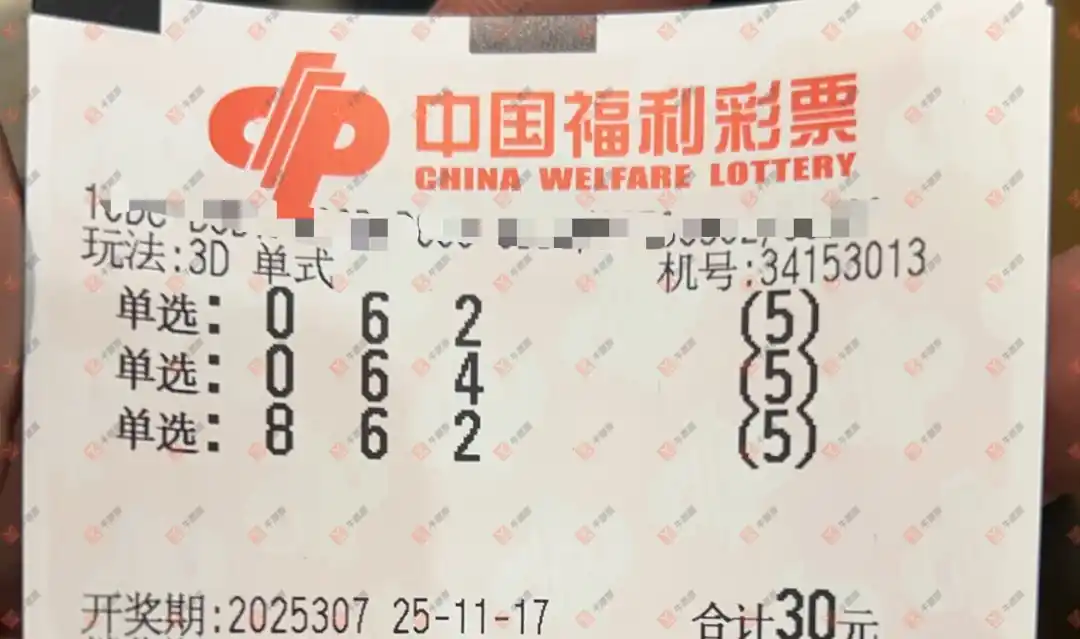 中国福利彩票
CHINA WELFARE LOTTERY
玩法:3D 单式 机号:34153013
单选: 0 6 2 (5)
单选: 0 6 4 (5)
单选: 8 6 2 (5)
开奖期:2025307 25-11-17 合计30元